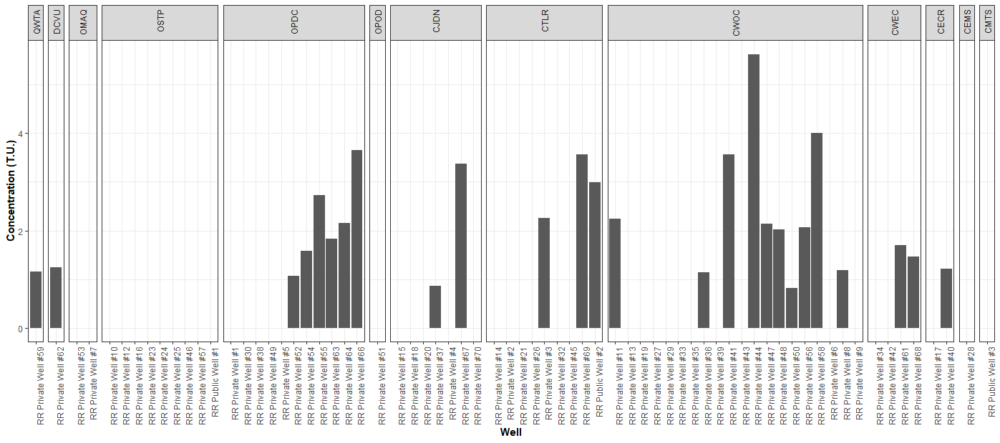 QWTA
DCVU
OMAQ
OSTP
OPDC
OPOD
CJDN
CTLR
CWOC
CWEC
CECR
CEMS
CMTS
Concentration (T.U.)
4
2
0
RR Private Well #59
RR Private Well #62
RR Private Well #53
RR Private Well #7
RR Private Well #10
RR Private Well #12
RR Private Well #16
RR Private Well #23
RR Private Well #24
RR Private Well #25
RR Private Well #46
RR Private Well #57
RR Public Well #1
RR Private Well #1
RR Private Well #30
RR Private Well #38
RR Private Well #49
RR Private Well #5
RR Private Well #52
RR Private Well #54
RR Private Well #55
RR Private Well #63
RR Private Well #64
RR Private Well #66
RR Private Well #51
RR Private Well #15
RR Private Well #18
RR Private Well #20
RR Private Well #37
RR Private Well #4
RR Private Well #67
RR Private Well #70
RR Private Well #14
RR Private Well #2
RR Private Well #21
RR Private Well #26
RR Private Well #3
RR Private Well #32
RR Private Well #45
RR Private Well #69
RR Public Well #2
RR Private Well #11
RR Private Well #13
RR Private Well #19
RR Private Well #27
RR Private Well #29
RR Private Well #33
RR Private Well #35
RR Private Well #36
RR Private Well #39
RR Private Well #41
RR Private Well #43
RR Private Well #44
RR Private Well #47
RR Private Well #48
RR Private Well #50
RR Private Well #56
RR Private Well #58
RR Private Well #6
RR Private Well #8
RR Private Well #9
RR Private Well #34
RR Private Well #42
RR Private Well #61
RR Private Well #68
RR Private Well #17
RR Private Well #40
RR Private Well #28
RR Public Well #3
Well